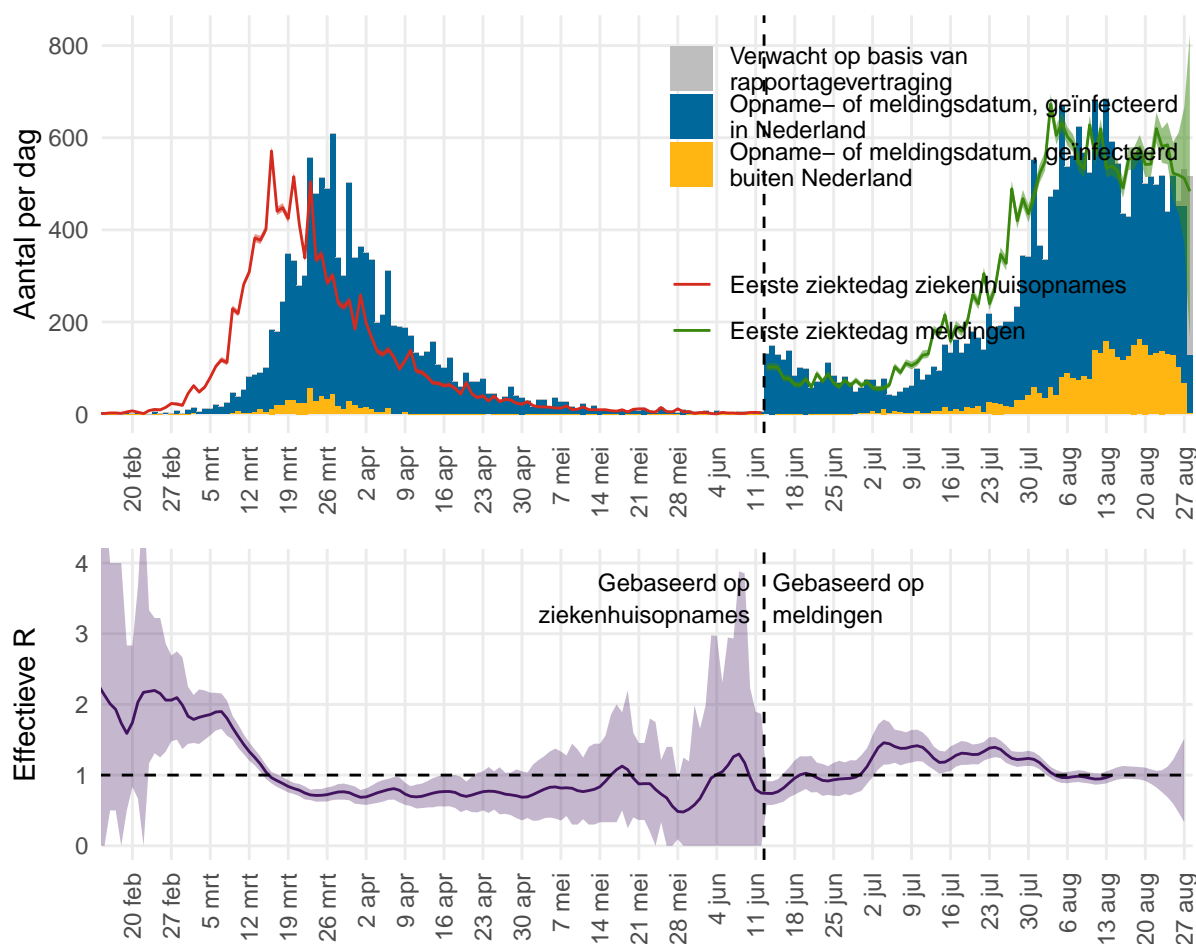 800
600
400
200
0
Aantal per dag
Verwacht op basis van
rapportagevertraging
Opname– of meldingsdatum, geïnfecteerd
in Nederland
Opname– of meldingsdatum, geïnfecteerd
buiten Nederland
Eerste ziektedag ziekenhuisopnames
Eerste ziektedag meldingen
20 feb
27 feb
5 mrt
12 mrt
19 mrt
26 mrt
2 apr
9 apr
16 apr
23 apr
30 apr
7 mei
14 mei
21 mei
28 mei
4 jun
11 jun
18 jun
25 jun
2 jul
9 jul
16 jul
23 jul
30 jul
6 aug
13 aug
20 aug
27 aug
4
3
2
1
0
Effectieve R
Gebaseerd op
ziekenhuisopnames
Gebaseerd op
meldingen
20 feb
27 feb
5 mrt
12 mrt
19 mrt
26 mrt
2 apr
9 apr
16 apr
23 apr
30 apr
7 mei
14 mei
21 mei
28 mei
4 jun
11 jun
18 jun
25 jun
2 jul
9 jul
16 jul
23 jul
30 jul
6 aug
13 aug
20 aug
27 aug